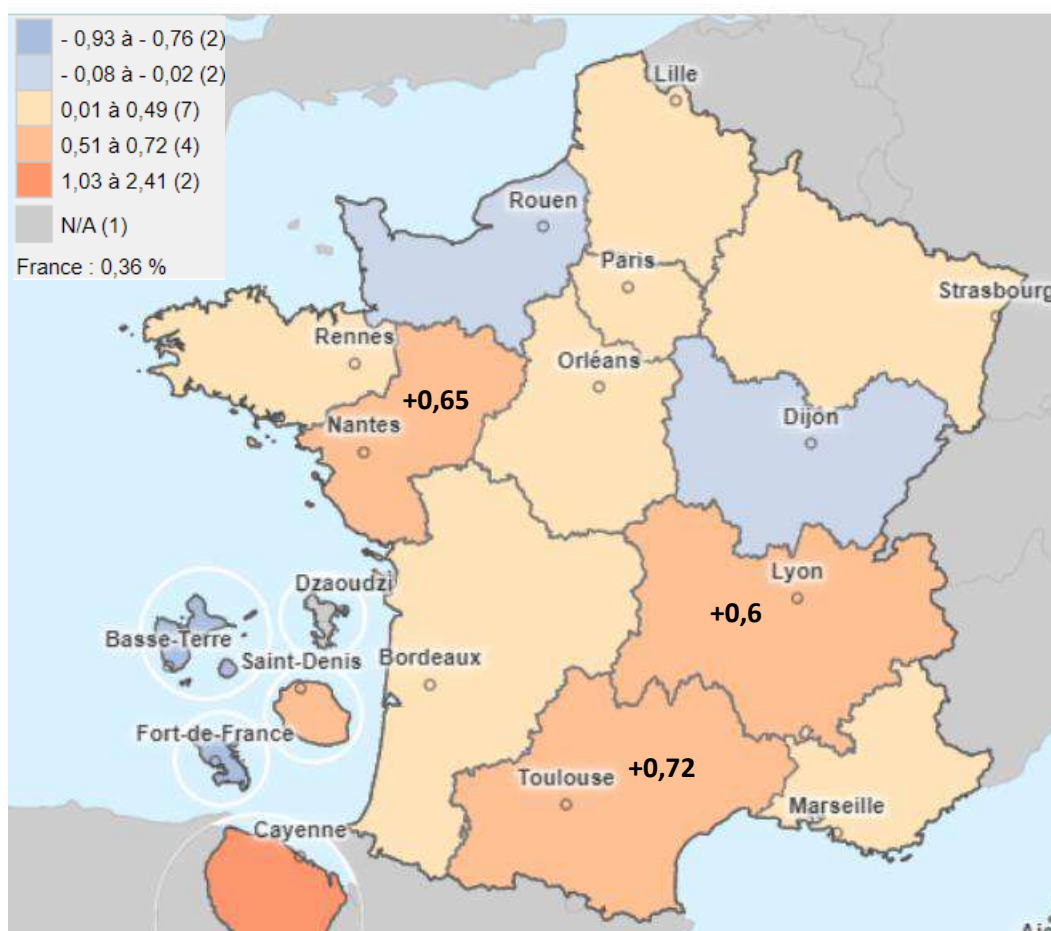 - 0,93 à - 0,76 (2)
- 0,08 à - 0,02 (2)
0,01 à 0,49 (7)
0,51 à 0,72 (4)
1,03 à 2,41 (2)
N/A (1)
France : 0,36 %
Lille
Rouen
Paris
Strasbourg
Rennes
Orléans
+0,65
Nantes
Dijon
Dzaoudzi
Lyon
+0,6
Basse-Terre
Saint-Denis
Bordeaux
Fort-de-France
Toulouse
+0,72
Marseille
Cayenne